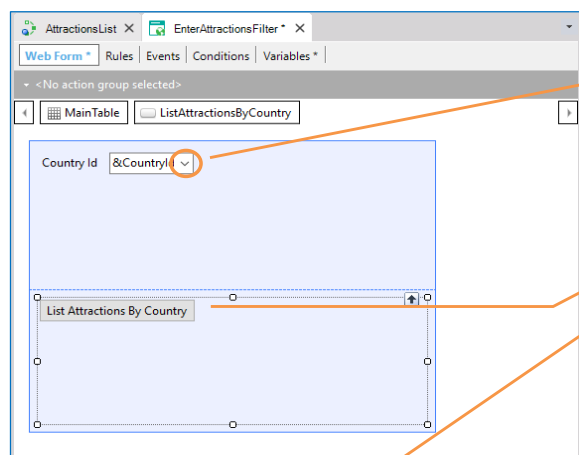 AttractionsList EnterAttractionsFilter *
Web Form * Rules Events Conditions Variables *
<No action group selected>
MainTable ListAttractionsByCountry
Country Id &CountryId
List Attractions By Country